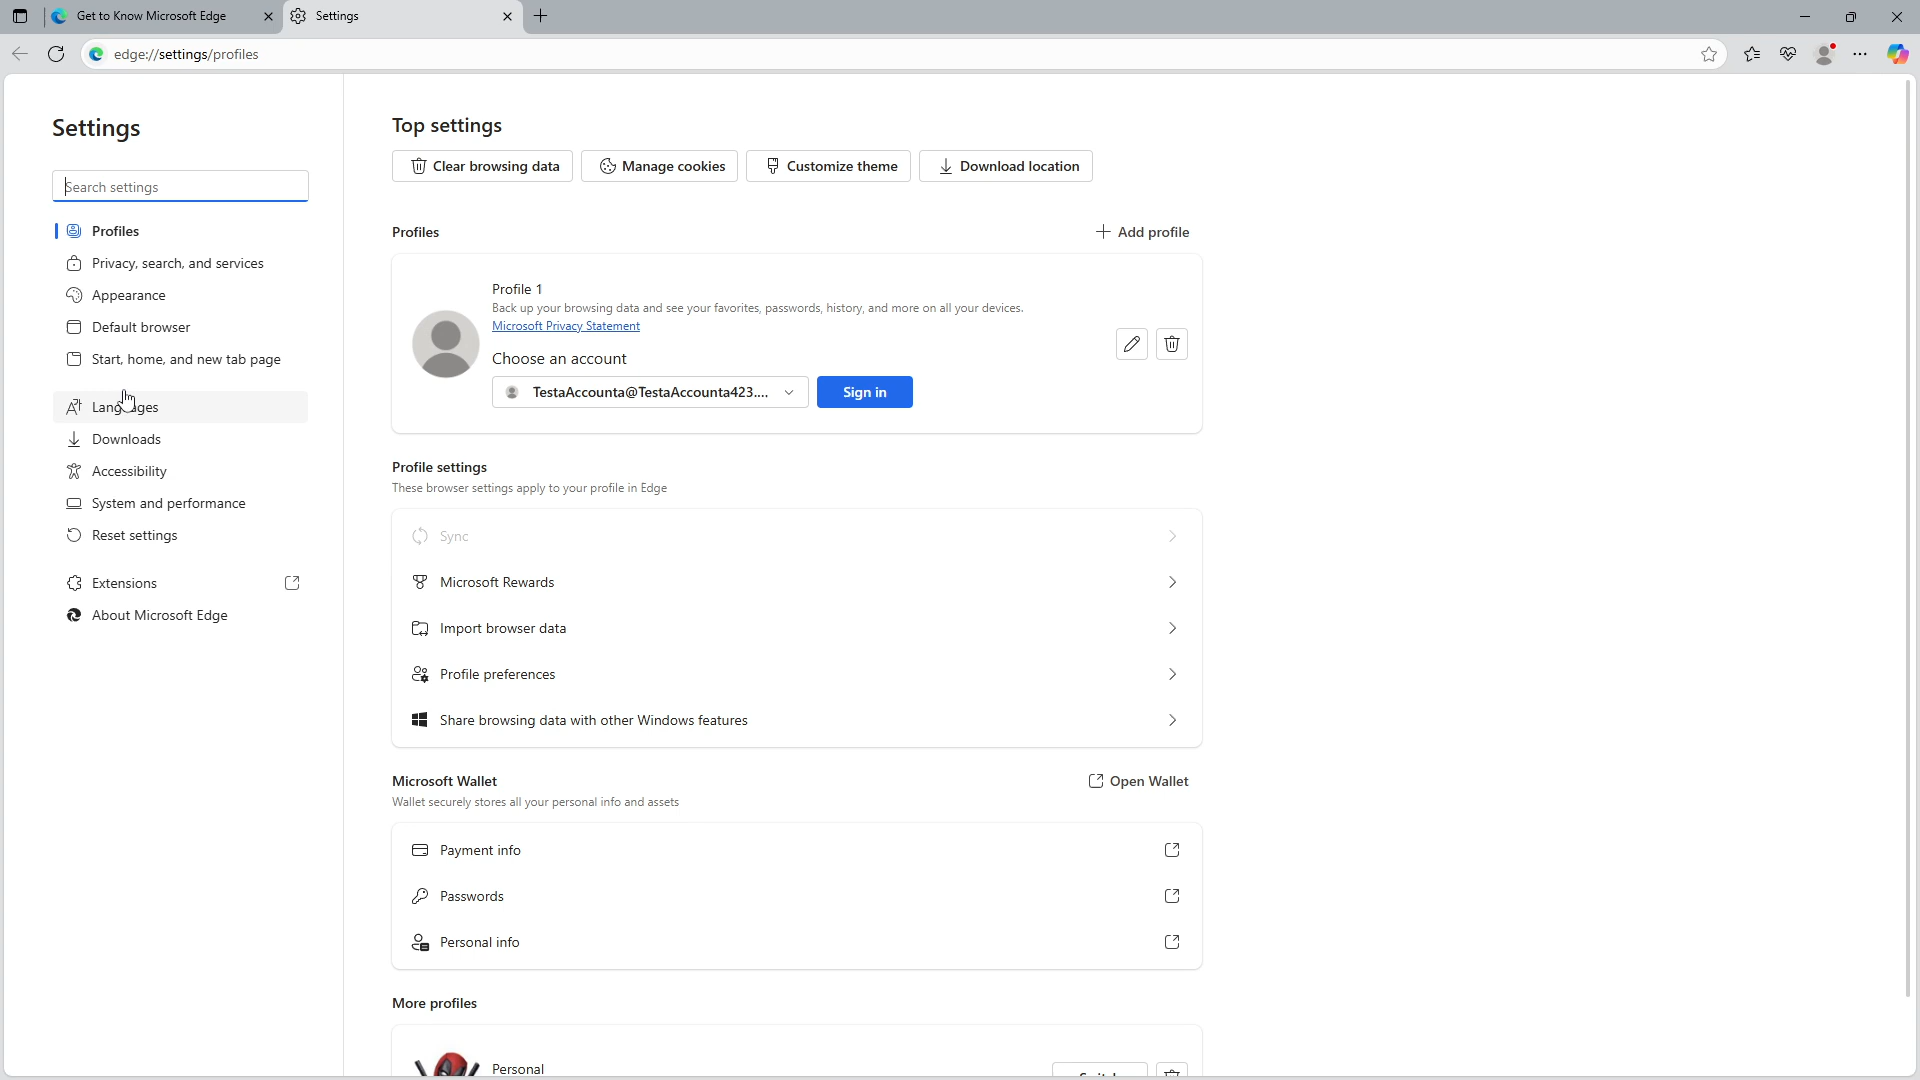 Get to Know Microsoft Edge
Settings
edge://settings/profiles
Settings
Search settings
Profiles
Privacy, search, and services
Appearance
Default browser
Start, home, and new tab page
Languages
Downloads
Accessibility
System and performance
Reset settings
Extensions
About Microsoft Edge
Top settings
Clear browsing data
Manage cookies
Customize theme
Download location
Profiles
Add profile
Profile 1
Back up your browsing data and see your favorites, passwords, history, and more on all your devices.
Microsoft Privacy Statement
Choose an account
TestaAccounta@TestaAccounta423....
Sign in
Profile settings
These browser settings apply to your profile in Edge
Sync
Microsoft Rewards
Import browser data
Profile preferences
Share browsing data with other Windows features
Microsoft Wallet
Open Wallet
Wallet securely stores all your personal info and assets
Payment info
Passwords
Personal info
More profiles
Personal